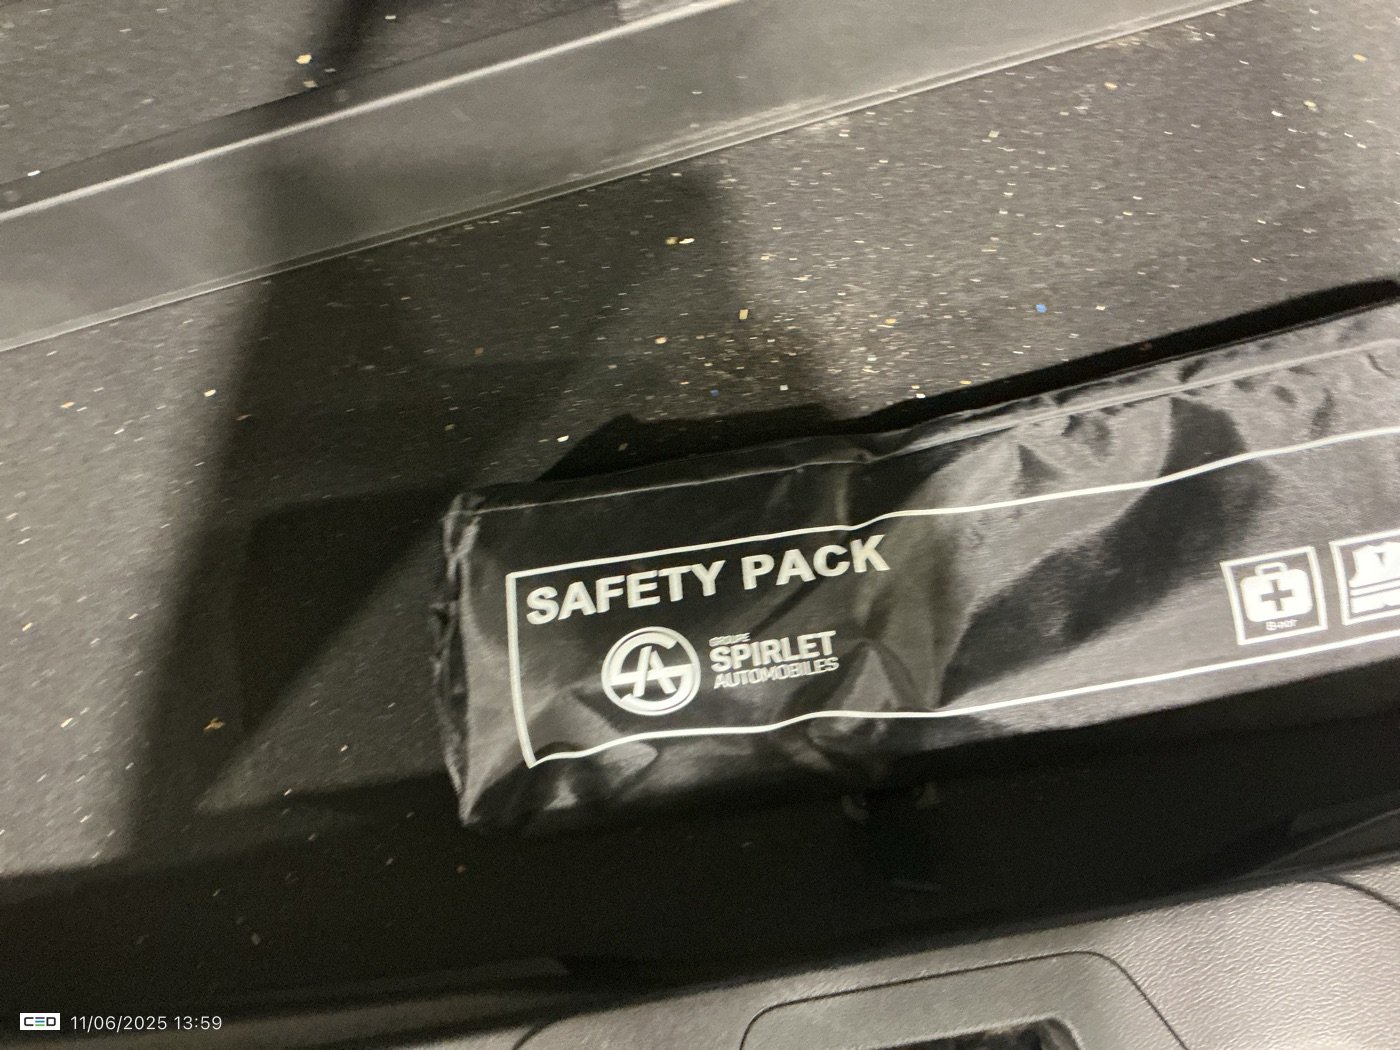 SAFETY PACK
GROUPE
SPIRLET
AUTOMOBILES
CED 11/06/2025 13:59